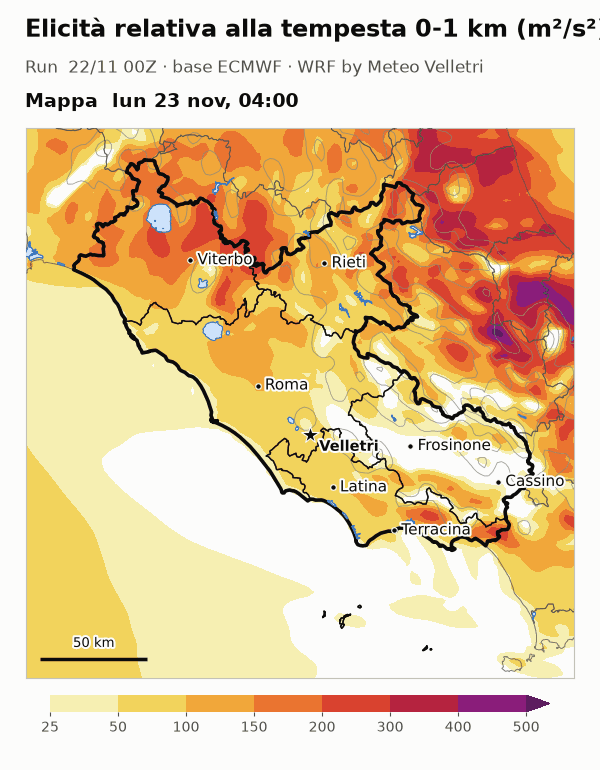 Elicità relativa alla tempesta 0-1 km (m²/s²)
Run 22/11 00Z · base ECMWF · WRF by Meteo Velletri
Mappa lun 23 nov, 04:00
Viterbo
Rieti
Roma
Velletri
Frosinone
Cassino
Latina
Terracina
50 km
25 50 100 150 200 300 400 500